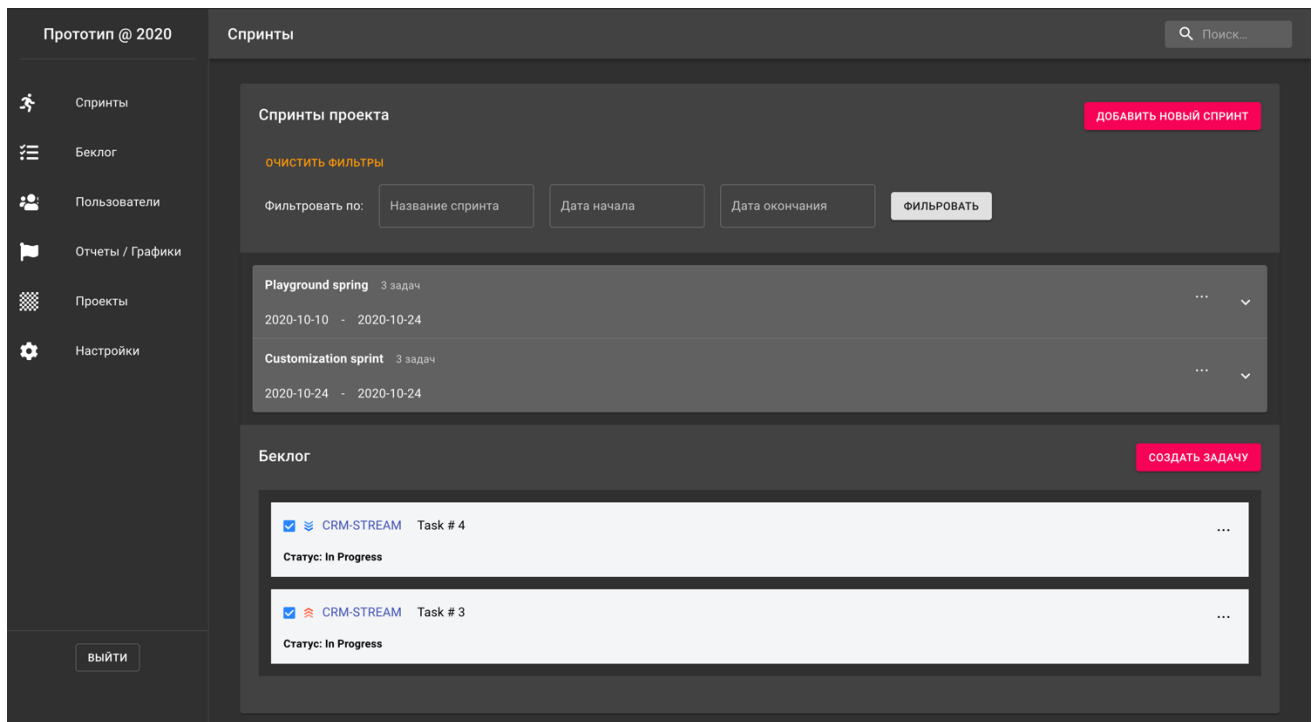 Прототип @ 2020
Спринты
Поиск...
Спринты
Беклог
Пользователи
Отчеты / Графики
Проекты
Настройки
ВЫЙТИ
Спринты проекта
ДОБАВИТЬ НОВЫЙ СПРИНТ
ОЧИСТИТЬ ФИЛЬТРЫ
Фильтровать по: Название спринта Дата начала Дата окончания ФИЛЬРОВАТЬ
Playground spring 3 задач
2020-10-10 - 2020-10-24
Customization sprint 3 задач
2020-10-24 - 2020-10-24
Беклог
СОЗДАТЬ ЗАДАЧУ
CRM-STREAM Task # 4
Статус: In Progress
CRM-STREAM Task # 3
Статус: In Progress